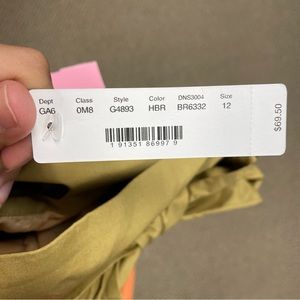 Dept Class Style Color DNS3004 Size
GA6 0M8 G4893 HBR BR6332 12
1 91351 86997 9
$69.50